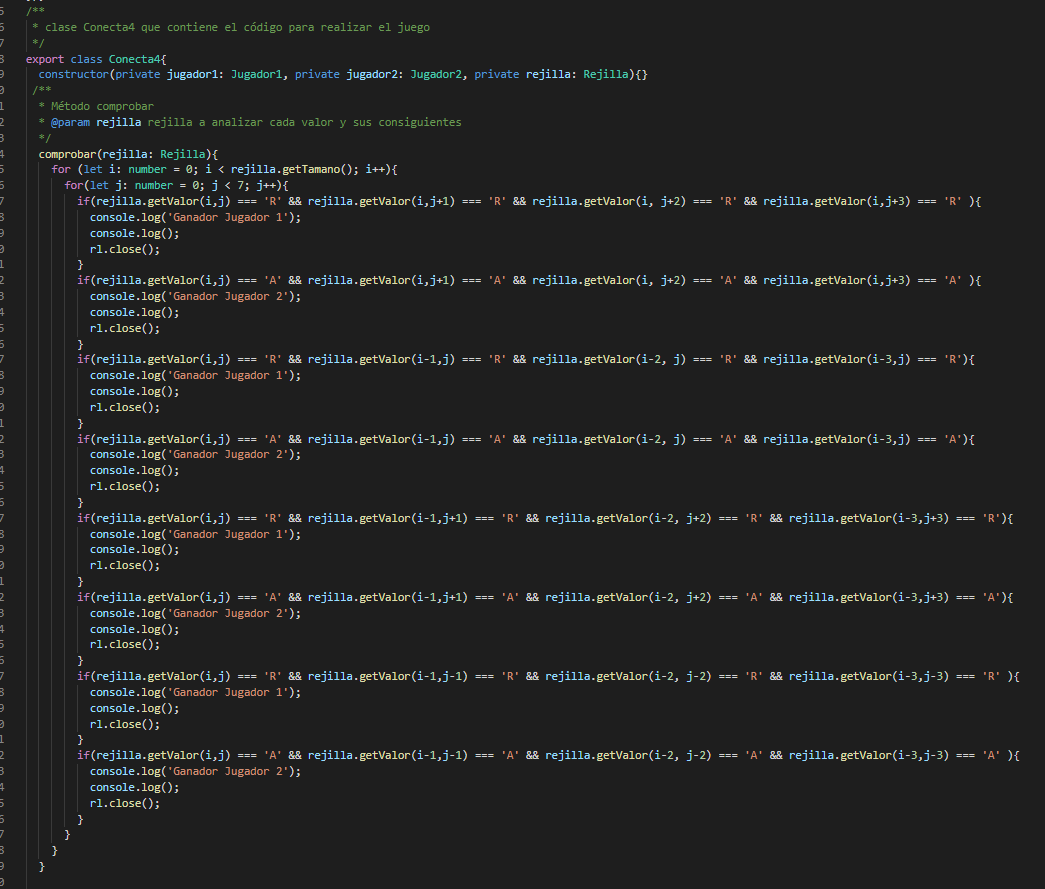 /**
 * clase Conecta4 que contiene el código para realizar el juego
 */
export class Conecta4{
  constructor(private jugador1: Jugador1, private jugador2: Jugador2, private rejilla: Rejilla){}
 /**
  * Método comprobar
  * @param rejilla rejilla a analizar cada valor y sus consiguientes
  */
  comprobar(rejilla: Rejilla){
    for (let i: number = 0; i < rejilla.getTamano(); i++){
      for(let j: number = 0; j < 7; j++){
        if(rejilla.getValor(i,j) === 'R' && rejilla.getValor(i,j+1) === 'R' && rejilla.getValor(i, j+2) === 'R' && rejilla.getValor(i,j+3) === 'R' ){
          console.log('Ganador Jugador 1');
          console.log();
          rl.close();
        }
        if(rejilla.getValor(i,j) === 'A' && rejilla.getValor(i,j+1) === 'A' && rejilla.getValor(i, j+2) === 'A' && rejilla.getValor(i,j+3) === 'A' ){
          console.log('Ganador Jugador 2');
          console.log();
          rl.close();
        }
        if(rejilla.getValor(i,j) === 'R' && rejilla.getValor(i-1,j) === 'R' && rejilla.getValor(i-2, j) === 'R' && rejilla.getValor(i-3,j) === 'R'){
          console.log('Ganador Jugador 1');
          console.log();
          rl.close();
        }
        if(rejilla.getValor(i,j) === 'A' && rejilla.getValor(i-1,j) === 'A' && rejilla.getValor(i-2, j) === 'A' && rejilla.getValor(i-3,j) === 'A'){
          console.log('Ganador Jugador 2');
          console.log();
          rl.close();
        }
        if(rejilla.getValor(i,j) === 'R' && rejilla.getValor(i-1,j+1) === 'R' && rejilla.getValor(i-2, j+2) === 'R' && rejilla.getValor(i-3,j+3) === 'R'){
          console.log('Ganador Jugador 1');
          console.log();
          rl.close();
        }
        if(rejilla.getValor(i,j) === 'A' && rejilla.getValor(i-1,j+1) === 'A' && rejilla.getValor(i-2, j+2) === 'A' && rejilla.getValor(i-3,j+3) === 'A'){
          console.log('Ganador Jugador 2');
          console.log();
          rl.close();
        }
        if(rejilla.getValor(i,j) === 'R' && rejilla.getValor(i-1,j-1) === 'R' && rejilla.getValor(i-2, j-2) === 'R' && rejilla.getValor(i-3,j-3) === 'R' ){
          console.log('Ganador Jugador 1');
          console.log();
          rl.close();
        }
        if(rejilla.getValor(i,j) === 'A' && rejilla.getValor(i-1,j-1) === 'A' && rejilla.getValor(i-2, j-2) === 'A' && rejilla.getValor(i-3,j-3) === 'A' ){
          console.log('Ganador Jugador 2');
          console.log();
          rl.close();
        }
      }
    }
  }